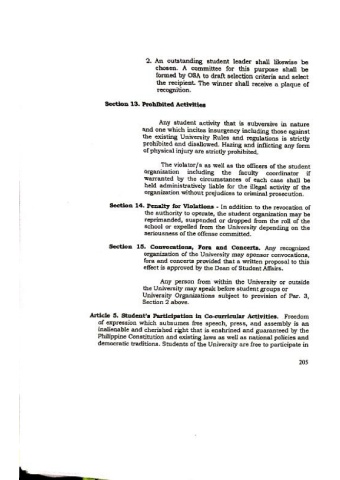 2. An outstanding student leader shall likewise be
chosen. A committee for this purpose shall be
formed by OSA to draft selection criteria and select
the recipient. The winner shall receive a plaque of
recognition.
Section 13. Prohibited Activities
Any student activity that is subversive in nature
and one which incites insurgency including those against
the existing University Rules and regulations is strictly
prohibited and disallowed. Hazing and inflicting any form
of physical injury are strictly prohibited.
The violator/s as well as the officers of the student
organization including the faculty coordinator if
warranted by the circumstances of each case shall be
held administratively liable for the illegal activity of the
organization without prejudices to criminal prosecution.
Section 14. Penalty for Violations - In addition to the revocation of
the authority to operate, the student organization may be
reprimanded, suspended or dropped from the roll of the
school or expelled from the University depending on the
seriousness of the offense committed.
Section 15. Convocations, Fora and Concerts. Any recognized
organization of the University may sponsor convocations,
fora and concerts provided that a written proposal to this
effect is approved by the Dean of Student Affairs.
Any person from within the University or outside
the University may speak before student groups or
University Organizations subject to provision of Par. 3,
Section 2 above.
Article 5. Student's Participation in Co-curricular Activities. Freedom
of expression which subsumes free speech, press, and assembly is an
inalienable and cherished right that is enshrined and guaranteed by the
Philippine Constitution and existing laws as well as national policies and
democratic traditions. Students of the University are free to participate in
205